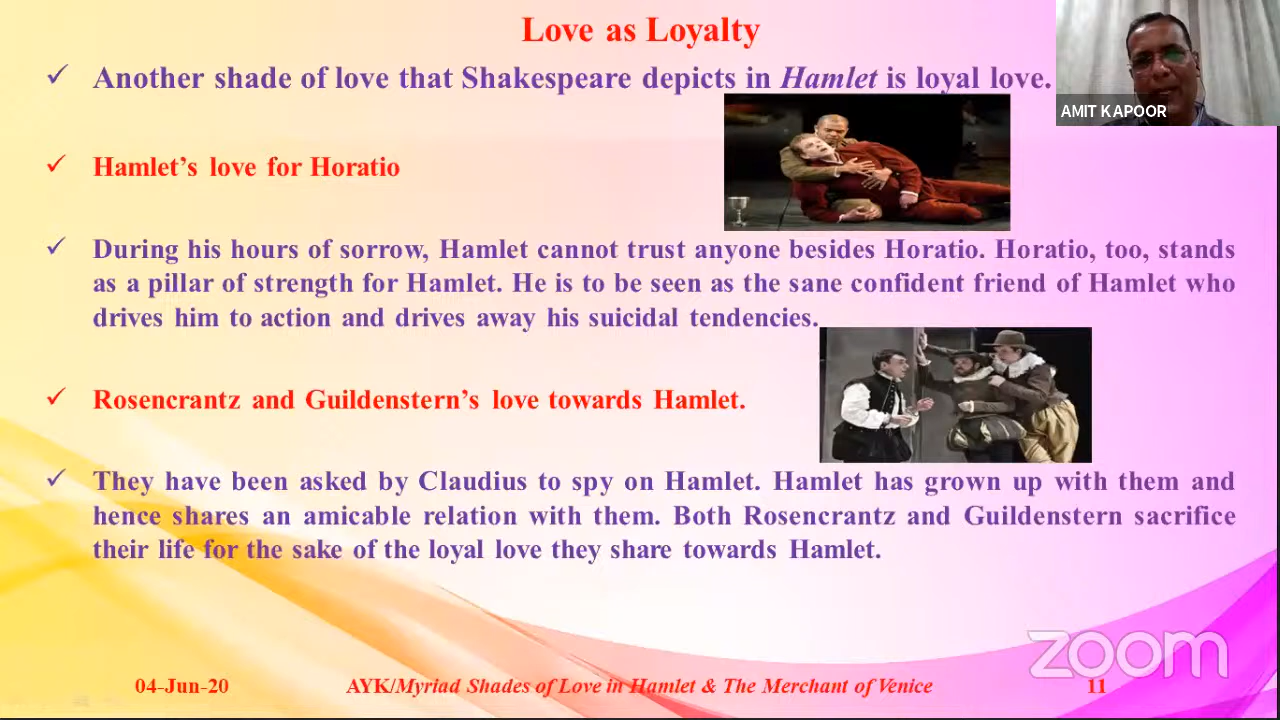 Love as Loyalty
Another shade of love that Shakespeare depicts in Hamlet is loyal love.
AMIT KAPOOR
Hamlet’s love for Horatio
During his hours of sorrow, Hamlet cannot trust anyone besides Horatio. Horatio, too, stands
as a pillar of strength for Hamlet. He is to be seen as the sane confident friend of Hamlet who
drives him to action and drives away his suicidal tendencies.
Rosencrantz and Guildenstern’s love towards Hamlet.
They have been asked by Claudius to spy on Hamlet. Hamlet has grown up with them and
hence shares an amicable relation with them. Both Rosencrantz and Guildenstern sacrifice
their life for the sake of the loyal love they share towards Hamlet.
zoom
04-Jun-20 AYK/Myriad Shades of Love in Hamlet & The Merchant of Venice 11